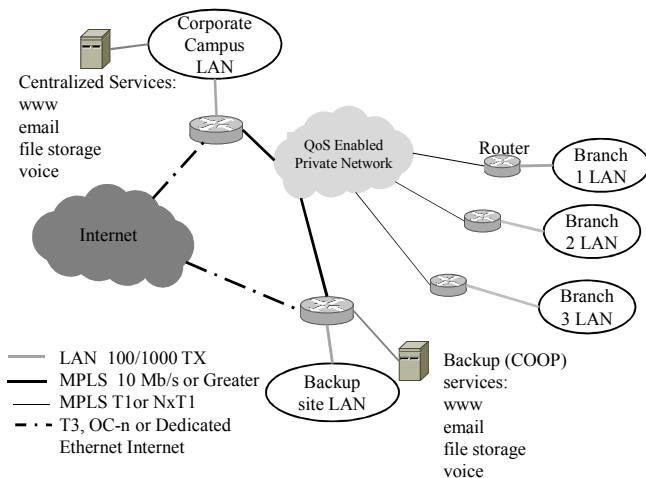 Corporate
Campus
LAN
Centralized Services:
www
email
file storage
voice
QoS Enabled
Private Network
Router
Branch
1 LAN
Branch
2 LAN
Branch
3 LAN
Internet
LAN 100/1000 TX
MPLS 10 Mb/s or Greater
MPLS T1or NxT1
T3, OC-n or Dedicated
Ethernet Internet
Backup
site LAN
Backup (COOP)
services:
www
email
file storage
voice